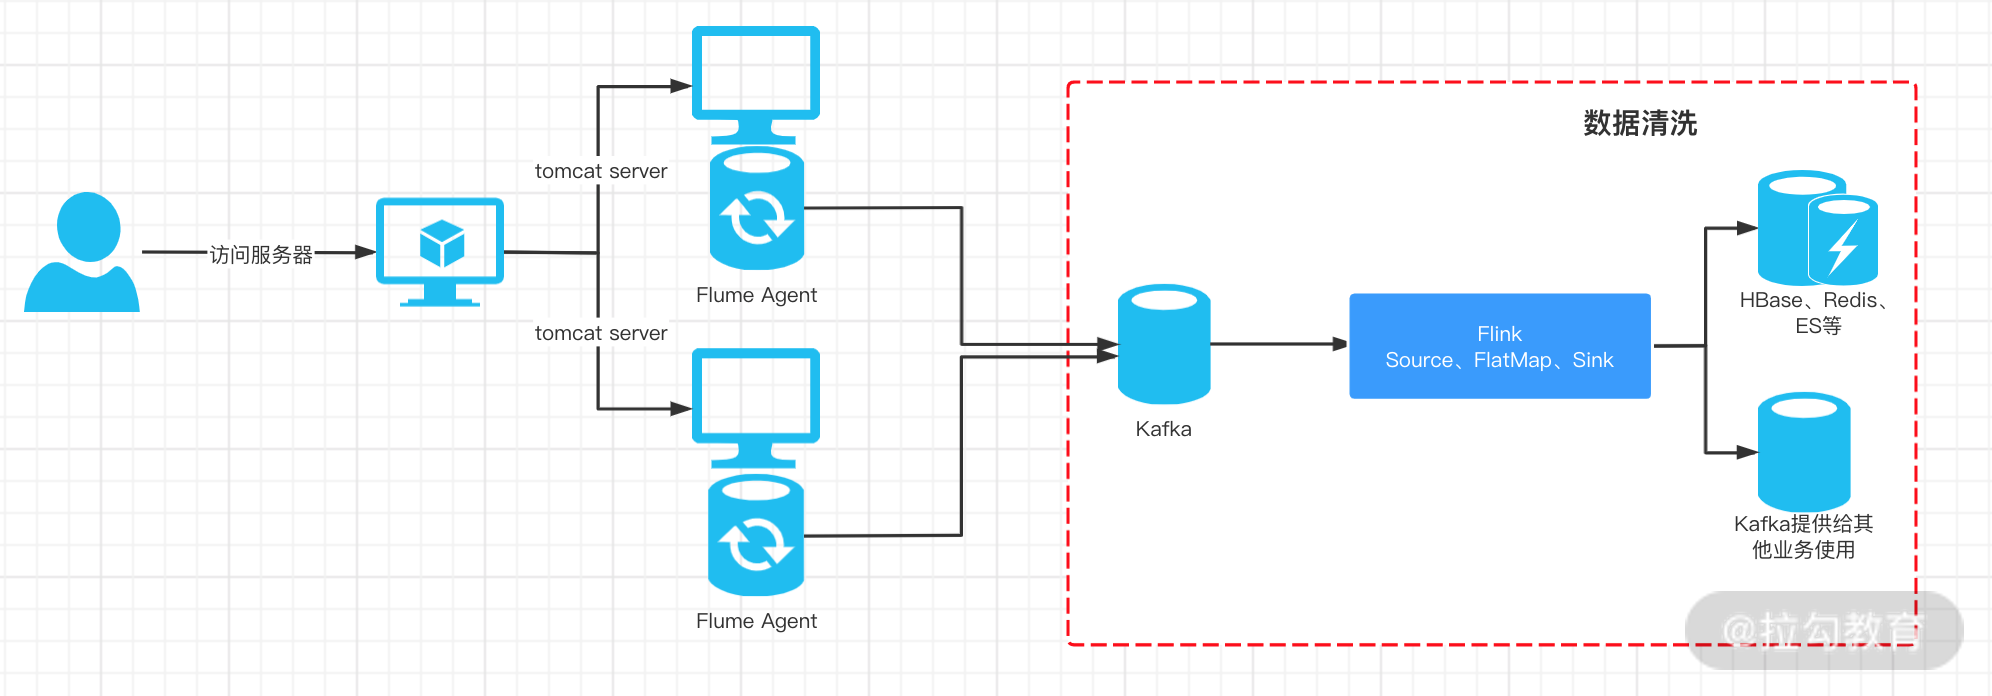 访问服务器
tomcat server
tomcat server
Flume Agent
Flume Agent
数据清洗
Kafka
Flink
Source、FlatMap、Sink
HBase、Redis、
ES等
Kafka提供给其
他业务使用
@拉勾教育